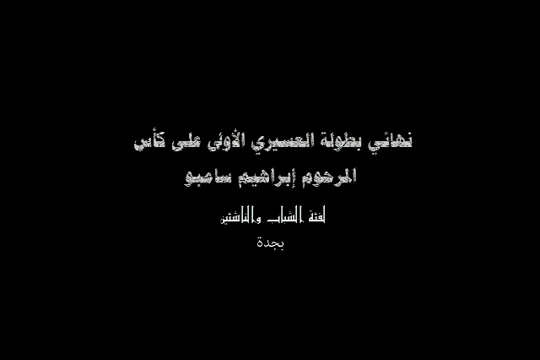 نهائي بطولة العسيري الأولى على كأس
المرحوم إبراهيم سامبو
لفئة الشباب والناشئين
بجدة